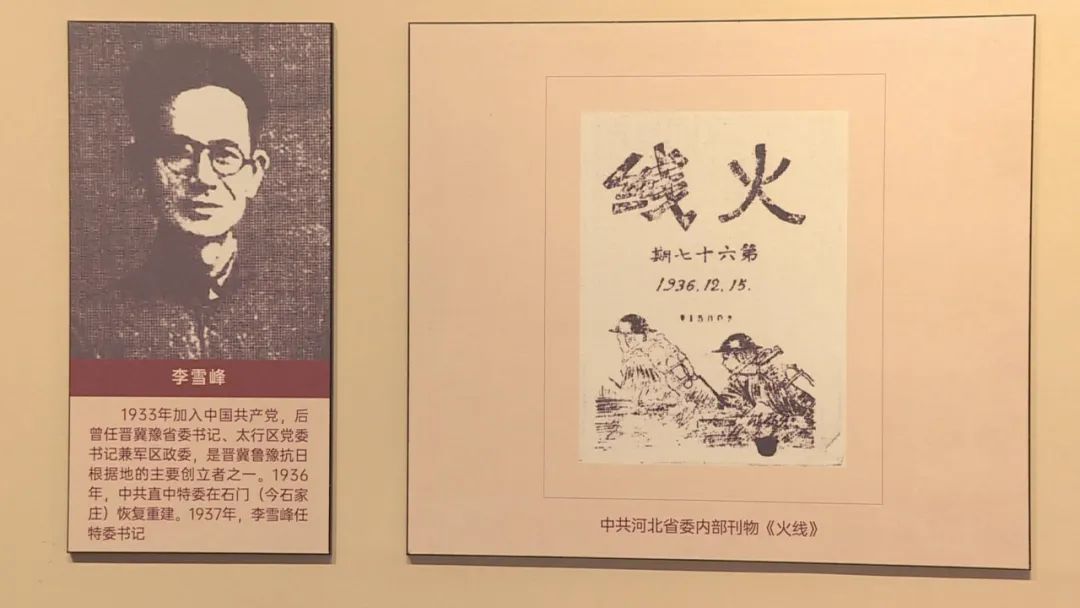 李雪峰
1933年加入中国共产党，后
曾任晋冀豫省委书记、太行区党委
书记兼军区政委，是晋冀鲁豫抗日
根据地的主要创立者之一。1936
年，中共直中特委在石门（今石家
庄）恢复重建。1937年，李雪峰任
特委书记
火线
第六十七期
1936.12.15.
中共河北省委内部刊物《火线》